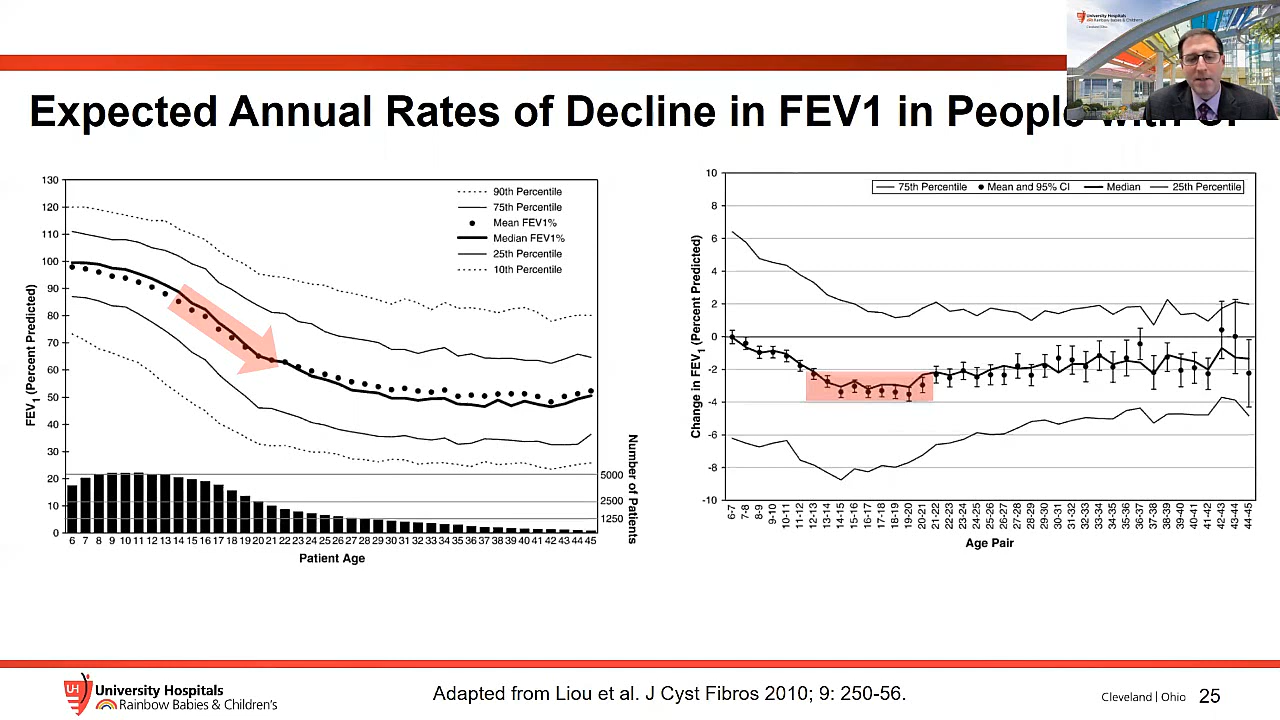 University Hospitals
Rainbow Babies & Children's
Cleveland | Ohio
Expected Annual Rates of Decline in FEV1 in People with
130
120
110
100
90
80
70
60
50
40
30
20
10
0
FEV1 (Percent Predicted)
90th Percentile
75th Percentile
Mean FEV1%
Median FEV1%
25th Percentile
10th Percentile
5000
2500
1250
Number of Patients
6 7 8 9 10 11 12 13 14 15 16 17 18 19 20 21 22 23 24 25 26 27 28 29 30 31 32 33 34 35 36 37 38 39 40 41 42 43 44 45
Patient Age
10
8
6
4
2
0
-2
-4
-6
-8
-10
Change in FEV1 (Percent Predicted)
75th Percentile Mean and 95% CI Median 25th Percentile
6-7 7-8 8-9 9-10 10-11 11-12 12-13 13-14 14-15 15-16 16-17 17-18 18-19 19-20 20-21 21-22 22-23 23-24 24-25 25-26 26-27 27-28 28-29 29-30 30-31 31-32 32-33 33-34 34-35 35-36 36-37 37-38 38-39 39-40 40-41 41-42 42-43 43-44 44-45
Age Pair
UH
University Hospitals
Rainbow Babies & Children's
Adapted from Liou et al. J Cyst Fibros 2010; 9: 250-56.
Cleveland | Ohio 25